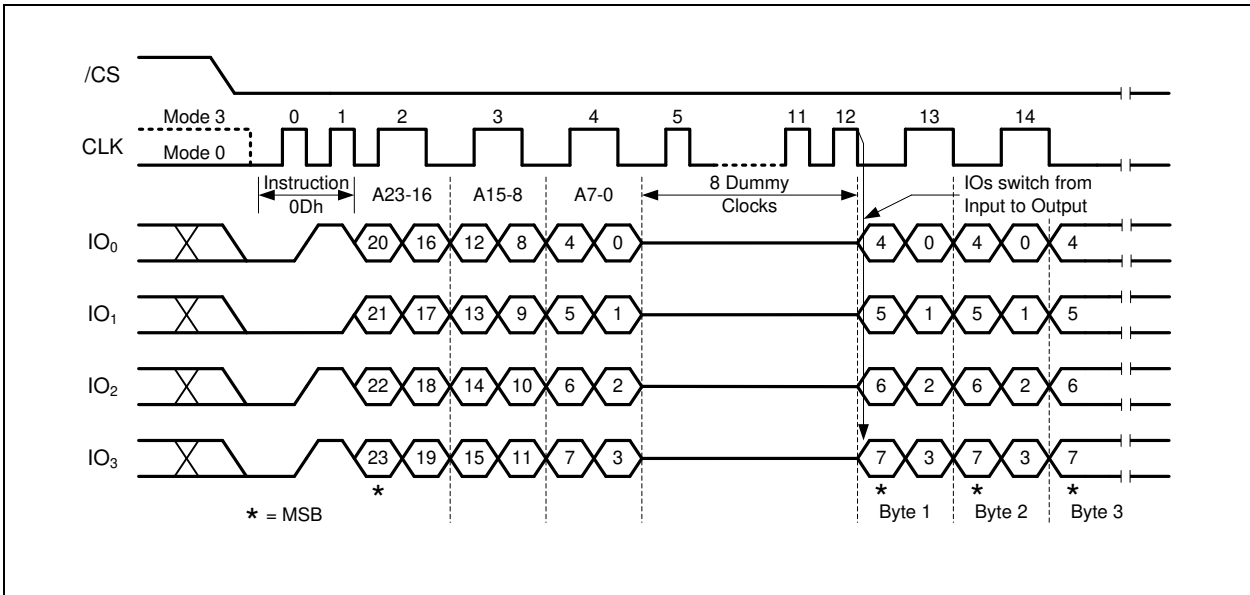 /CS
Mode 3 0 1 2 3 4 5 11 12 13 14
CLK
Mode 0
Instruction
0Dh
A23-16 A15-8 A7-0
8 Dummy
Clocks
IOs switch from
Input to Output
IO₀ 20 16 12 8 4 0 4 0 4 0 4
IO₁ 21 17 13 9 5 1 5 1 5 1 5
IO₂ 22 18 14 10 6 2 6 2 6 2 6
IO₃ 23 19 15 11 7 3 7 3 7 3 7
* * * *
* = MSB
Byte 1 Byte 2 Byte 3